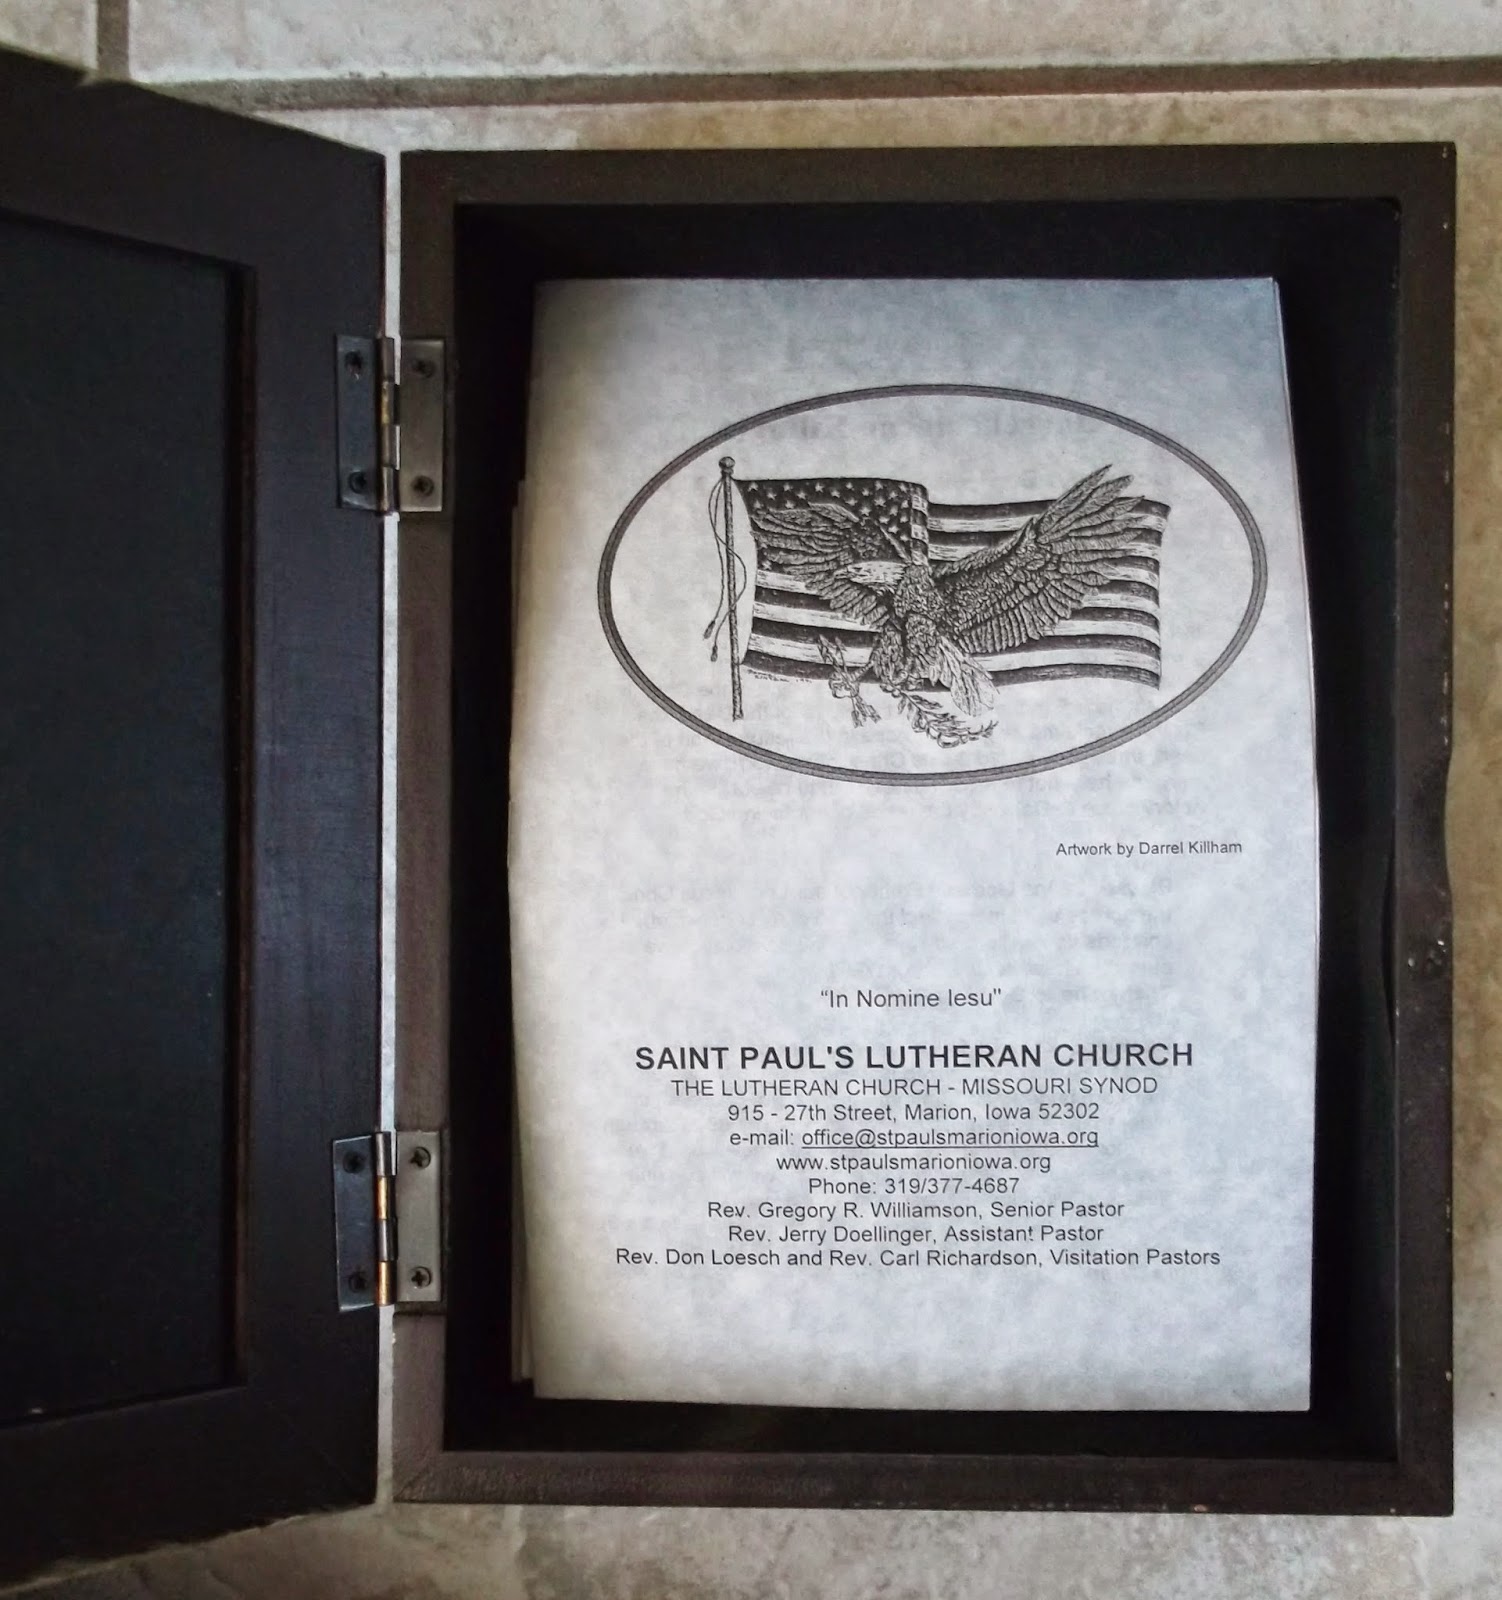 Artwork by Darrel Killham
“In Nomine Iesu"
SAINT PAUL'S LUTHERAN CHURCH
THE LUTHERAN CHURCH - MISSOURI SYNOD
915 - 27th Street, Marion, Iowa 52302
e-mail: office@stpaulsmarioniowa.org
www.stpaulsmarioniowa.org
Phone: 319/377-4687
Rev. Gregory R. Williamson, Senior Pastor
Rev. Jerry Doellinger, Assistant Pastor
Rev. Don Loesch and Rev. Carl Richardson, Visitation Pastors